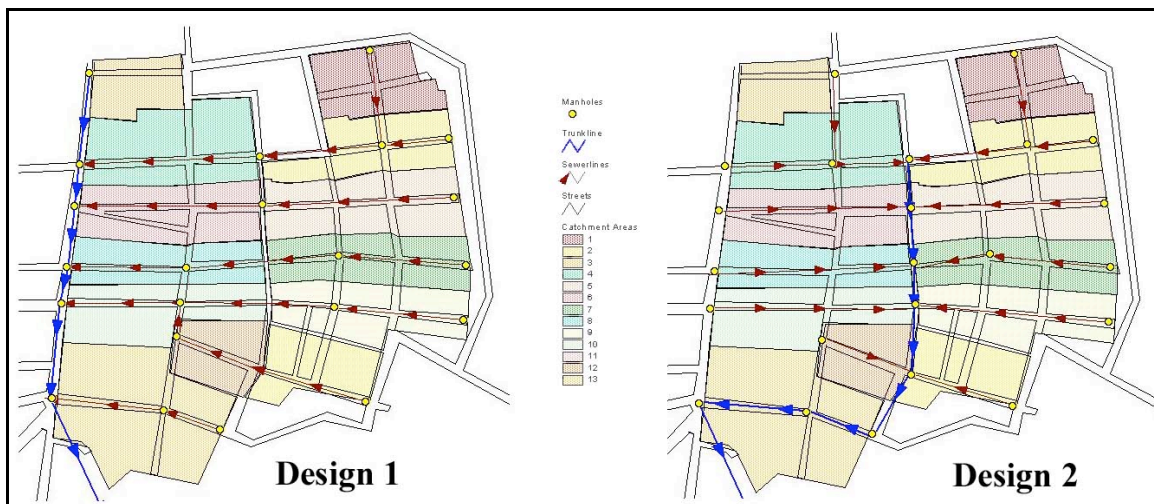 Manholes
Trunkline
Sewerlines
Streets
Catchment Areas
1
2
3
4
5
6
7
8
9
10
11
12
13
Design 1
Design 2